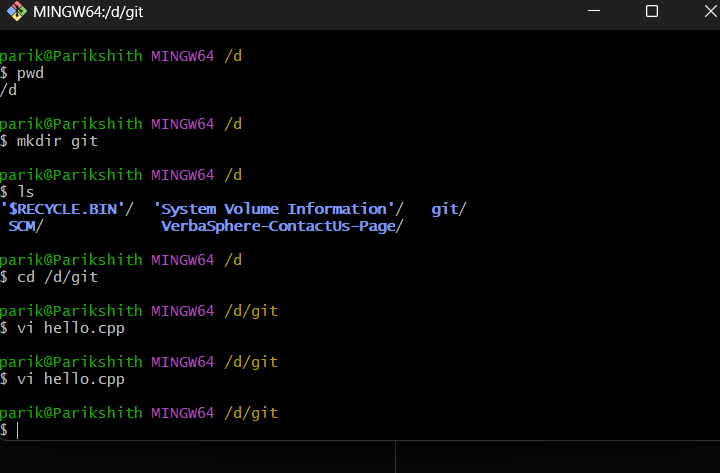 MINGW64:/d/git
parik@Parikshith MINGW64 /d
$ pwd
/d
parik@Parikshith MINGW64 /d
$ mkdir git
parik@Parikshith MINGW64 /d
$ ls
'$RECYCLE.BIN'/  'System Volume Information'/   git/
 SCM/             VerbaSphere-ContactUs-Page/
parik@Parikshith MINGW64 /d
$ cd /d/git
parik@Parikshith MINGW64 /d/git
$ vi hello.cpp
parik@Parikshith MINGW64 /d/git
$ vi hello.cpp
parik@Parikshith MINGW64 /d/git
$